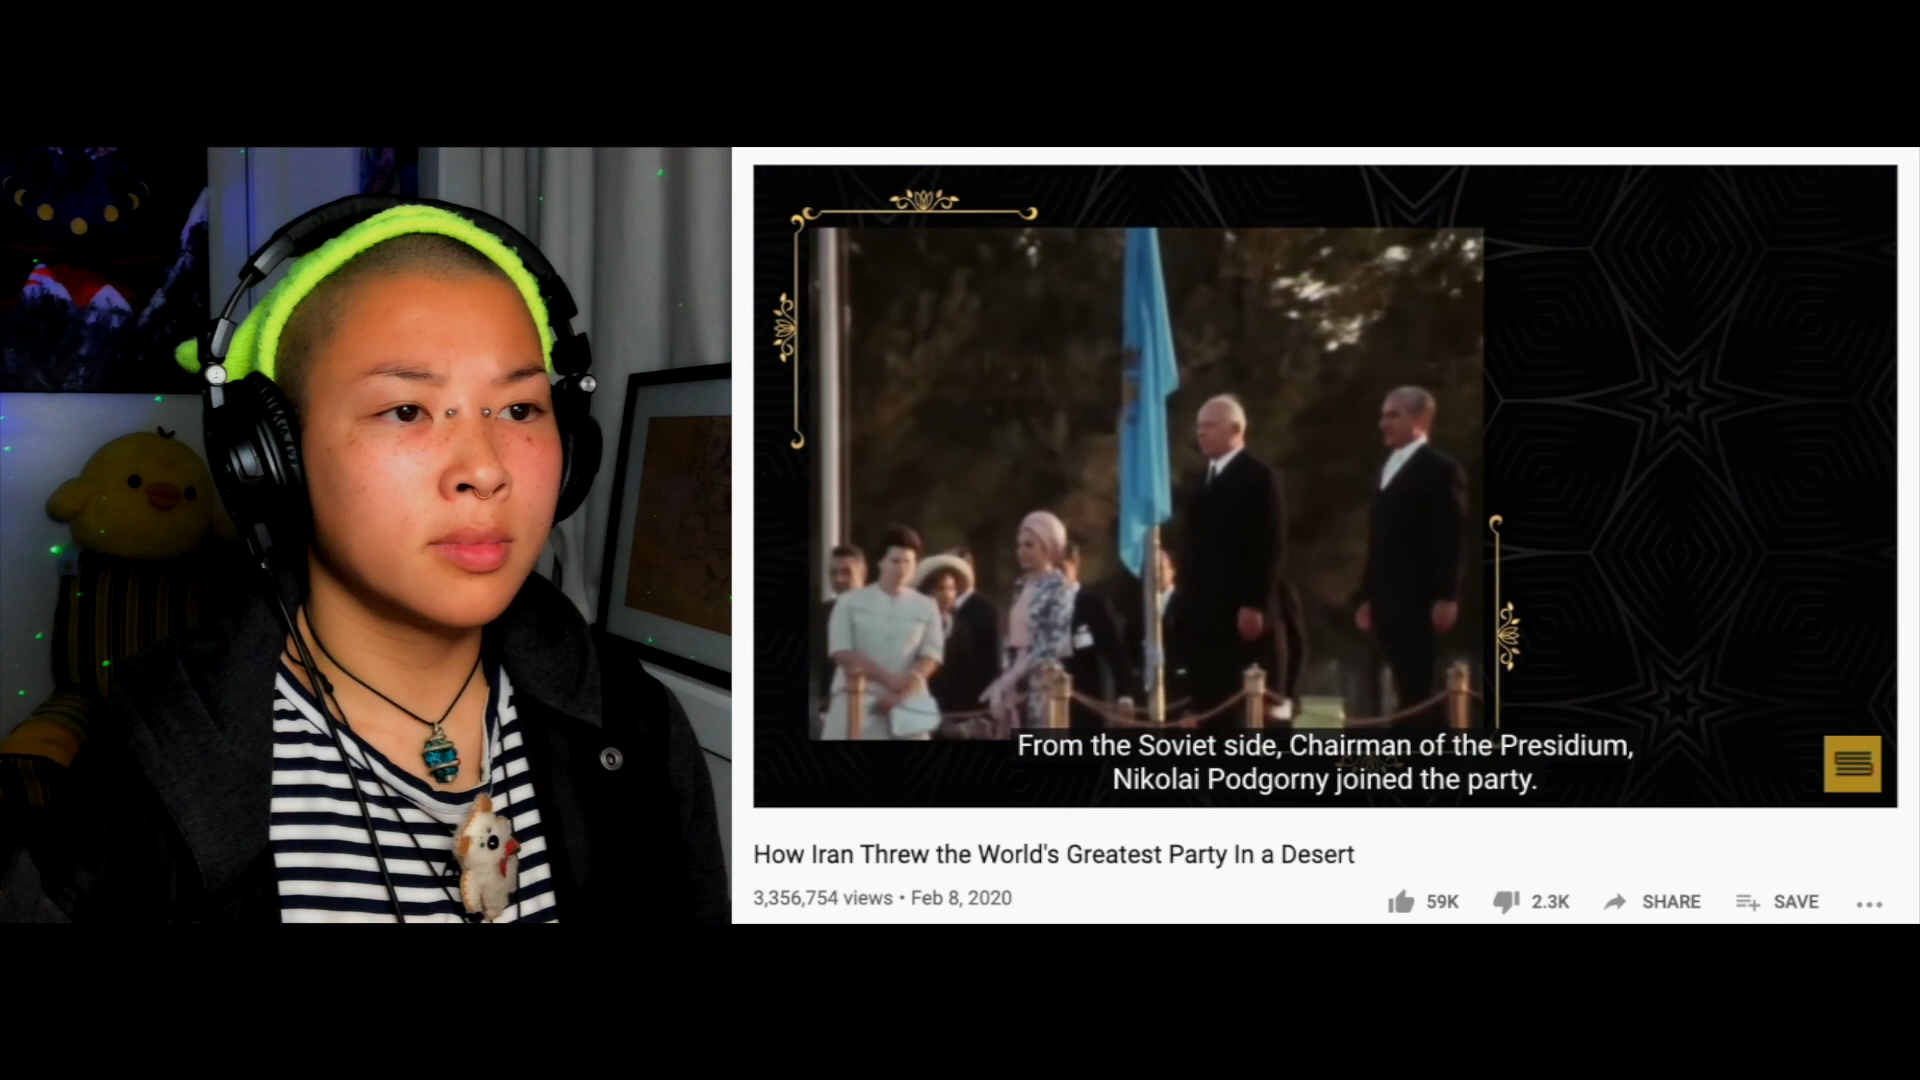 From the Soviet side, Chairman of the Presidium,
Nikolai Podgorny joined the party.
How Iran Threw the World's Greatest Party In a Desert
3,356,754 views • Feb 8, 2020
59K
2.3K
SHARE
SAVE